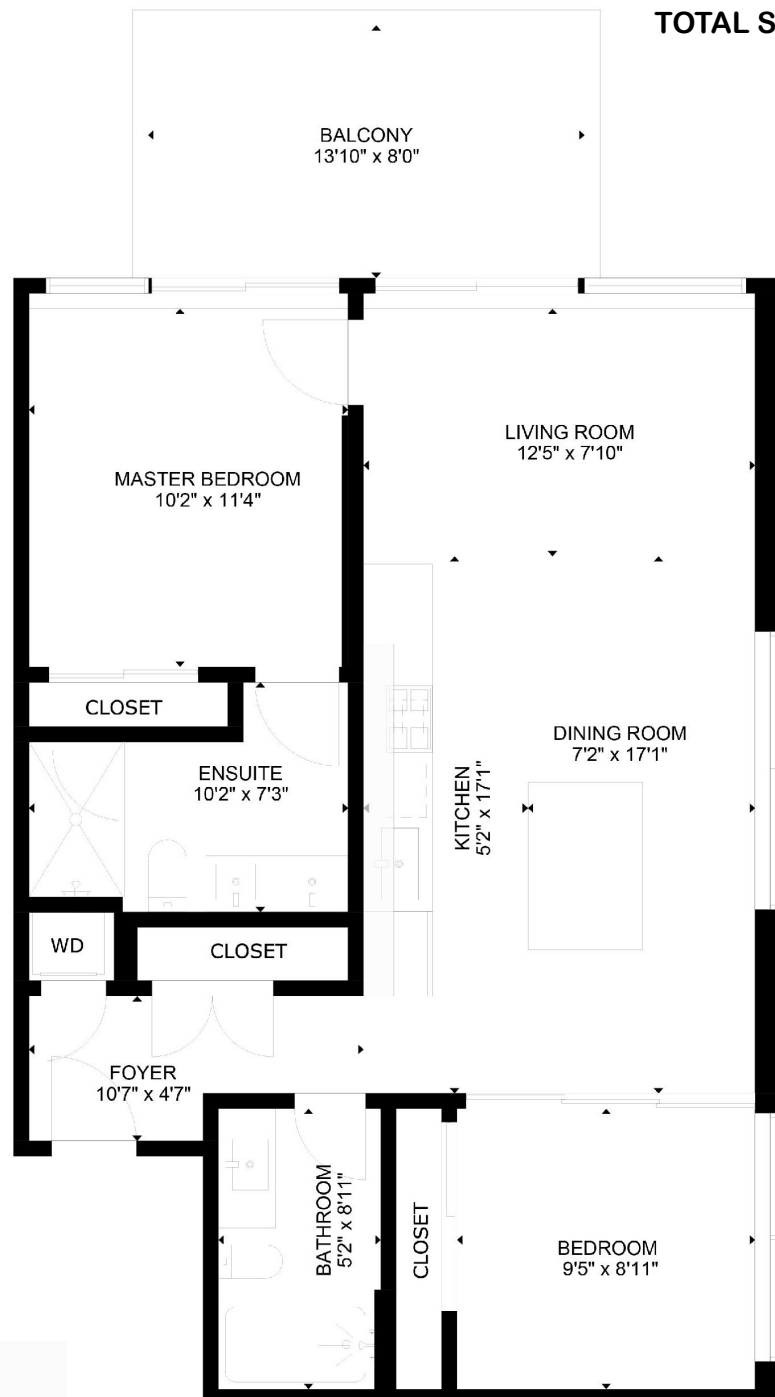 TOTAL S
BALCONY
13'10" x 8'0"
LIVING ROOM
12'5" x 7'10"
MASTER BEDROOM
10'2" x 11'4"
CLOSET
ENSUITE
10'2" x 7'3"
DINING ROOM
7'2" x 17'1"
KITCHEN
5'2" x 17'1"
WD
CLOSET
FOYER
10'7" x 4'7"
BATHROOM
5'2" x 8'11"
CLOSET
BEDROOM
9'5" x 8'11"